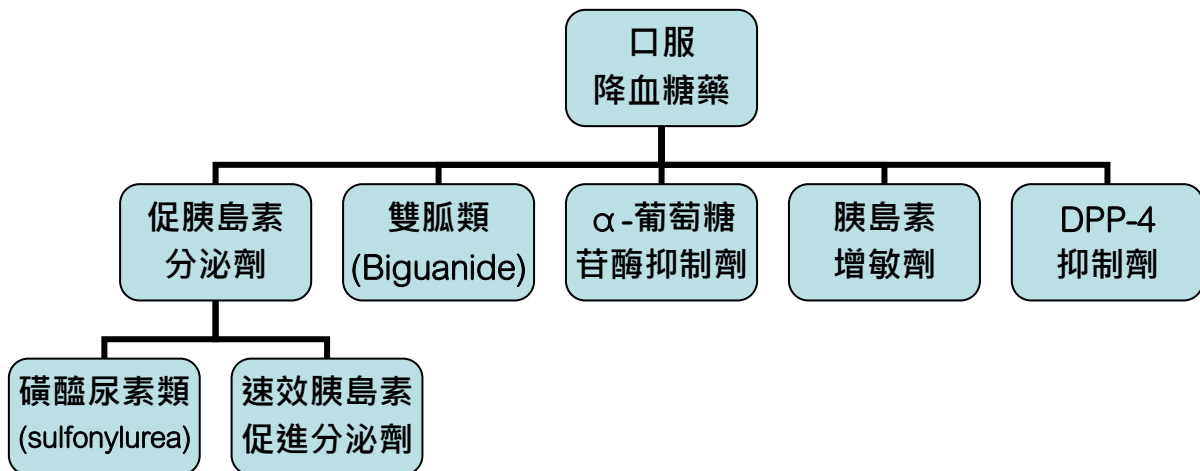 口服
降血糖藥
促胰島素
分泌劑
雙胍類
(Biguanide)
α-葡萄糖
苷酶抑制劑
胰島素
增敏劑
DPP-4
抑制劑
磺醯尿素類
(sulfonylurea)
速效胰島素
促進分泌劑